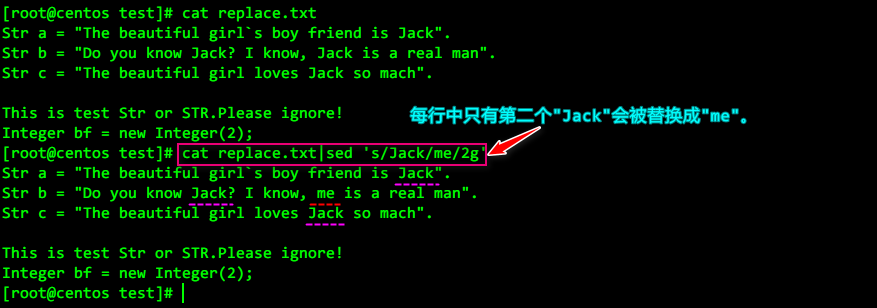 [root@centos test]# cat replace.txt
Str a = "The beautiful girl`s boy friend is Jack".
Str b = "Do you know Jack? I know, Jack is a real man".
Str c = "The beautiful girl loves Jack so mach".

This is test Str or STR.Please ignore!
每行中只有第二个"Jack"会被替换成"me"。
Integer bf = new Integer(2);
[root@centos test]# cat replace.txt|sed 's/Jack/me/2g'
Str a = "The beautiful girl`s boy friend is Jack".
Str b = "Do you know Jack? I know, me is a real man".
Str c = "The beautiful girl loves Jack so mach".

This is test Str or STR.Please ignore!
Integer bf = new Integer(2);
[root@centos test]#